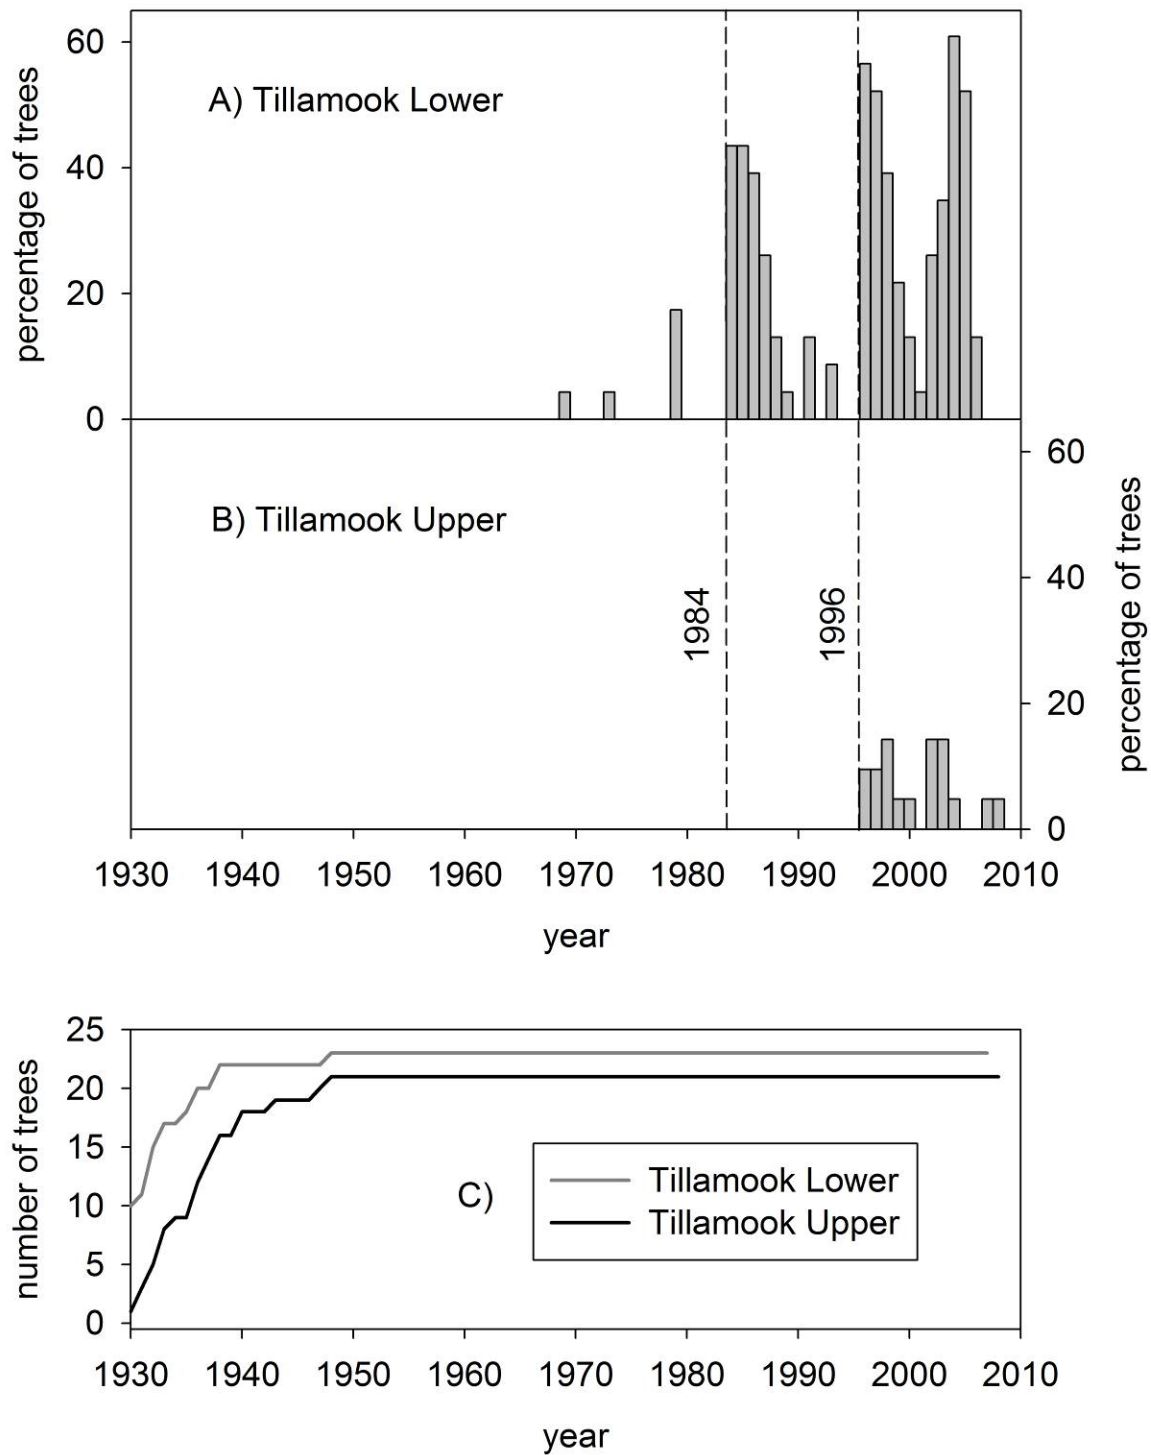 percentage of trees
60
40
20
0
A) Tillamook Lower
B) Tillamook Upper
1984
1996
60
40
20
0
percentage of trees
1930 1940 1950 1960 1970 1980 1990 2000 2010
year
number of trees
25
20
15
10
5
0
C)
Tillamook Lower
Tillamook Upper
1930 1940 1950 1960 1970 1980 1990 2000 2010
year